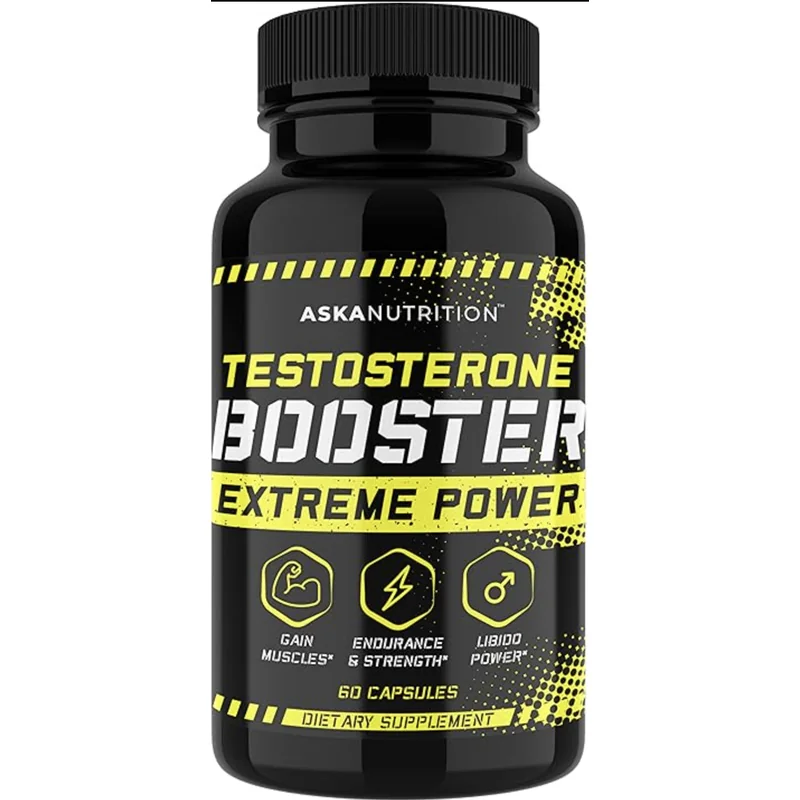 ASKANUTRITION™
TESTOSTERONE
BOOSTER
EXTREME POWER
GAIN
MUSCLES*
ENDURANCE
& STRENGTH*
LIBIDO
POWER*
60 CAPSULES
DIETARY SUPPLEMENT